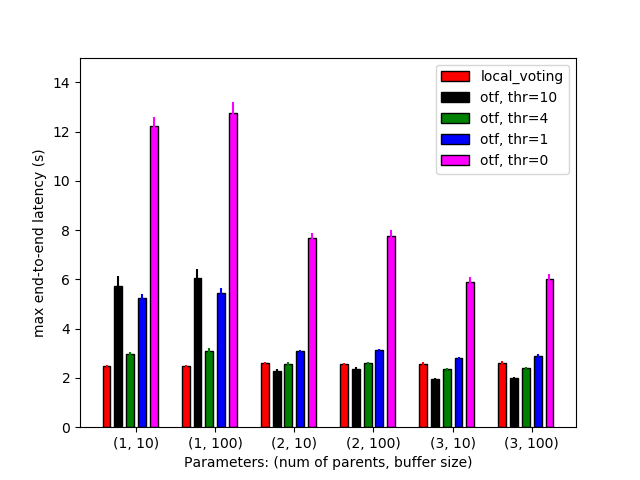 local_voting
otf, thr=10
otf, thr=4
otf, thr=1
otf, thr=0
max end-to-end latency (s)
14
12
10
8
6
4
2
0
(1, 10) (1, 100) (2, 10) (2, 100) (3, 10) (3, 100)
Parameters: (num of parents, buffer size)